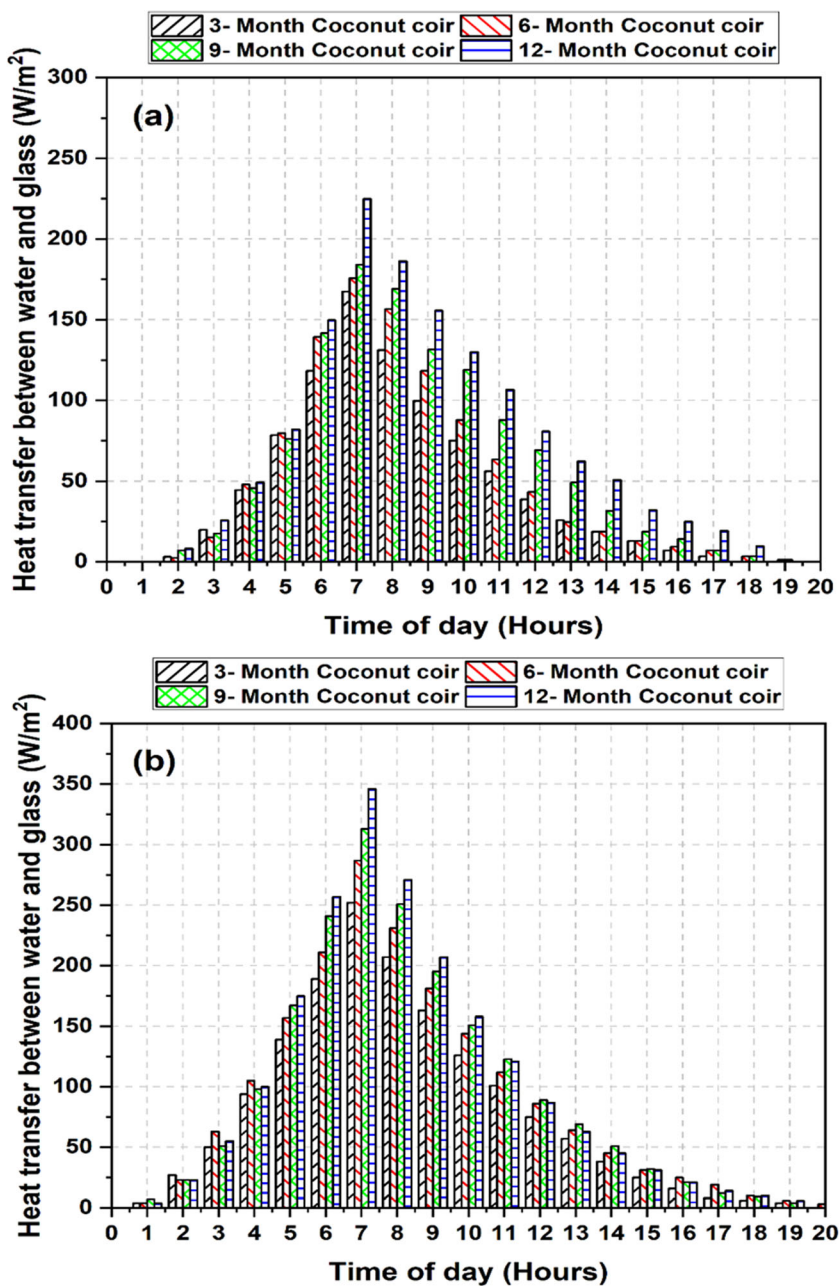 3- Month Coconut coir 6- Month Coconut coir
9- Month Coconut coir 12- Month Coconut coir
Heat transfer between water and glass (W/m²)
300
250
200
150
100
50
0
(a)
0 1 2 3 4 5 6 7 8 9 10 11 12 13 14 15 16 17 18 19 20
Time of day (Hours)
3- Month Coconut coir 6- Month Coconut coir
9- Month Coconut coir 12- Month Coconut coir
Heat transfer between water and glass (W/m²)
400
350
300
250
200
150
100
50
0
(b)
0 1 2 3 4 5 6 7 8 9 10 11 12 13 14 15 16 17 18 19 20
Time of day (Hours)